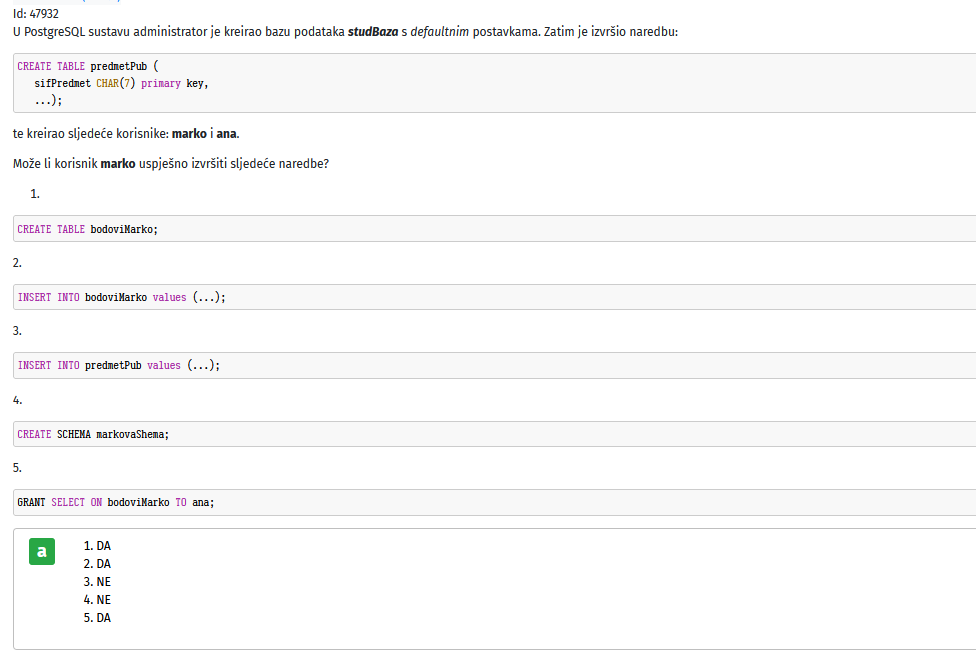 Id: 47932
U PostgreSQL sustavu administrator je kreirao bazu podataka studBaza s defaultnim postavkama. Zatim je izvršio naredbu:
CREATE TABLE predmetPub (
sifPredmet CHAR(7) primary key,
...);
te kreirao sljedeće korisnike: marko i ana.
Može li korisnik marko uspješno izvršiti sljedeće naredbe?
1.
CREATE TABLE bodoviMarko;
2.
INSERT INTO bodoviMarko values (...);
3.
INSERT INTO predmetPub values (...);
4.
CREATE SCHEMA markovaShema;
5.
GRANT SELECT ON bodoviMarko TO ana;
a
1. DA
2. DA
3. NE
4. NE
5. DA